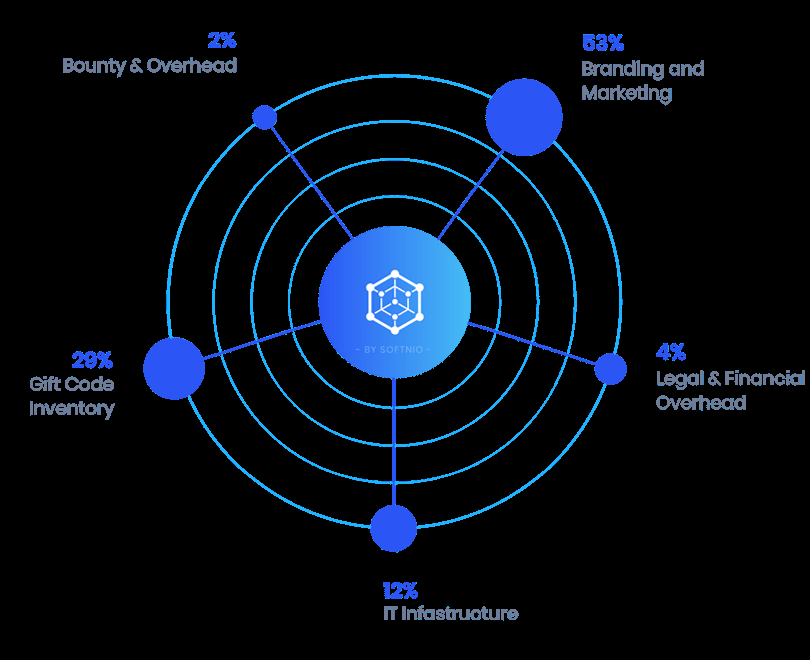 2%
Bounty & Overhead
53%
Branding and
Marketing
29%
Gift Code
Inventory
4%
Legal & Financial
Overhead
12%
IT Infastructure
- BY SOFTNIO -